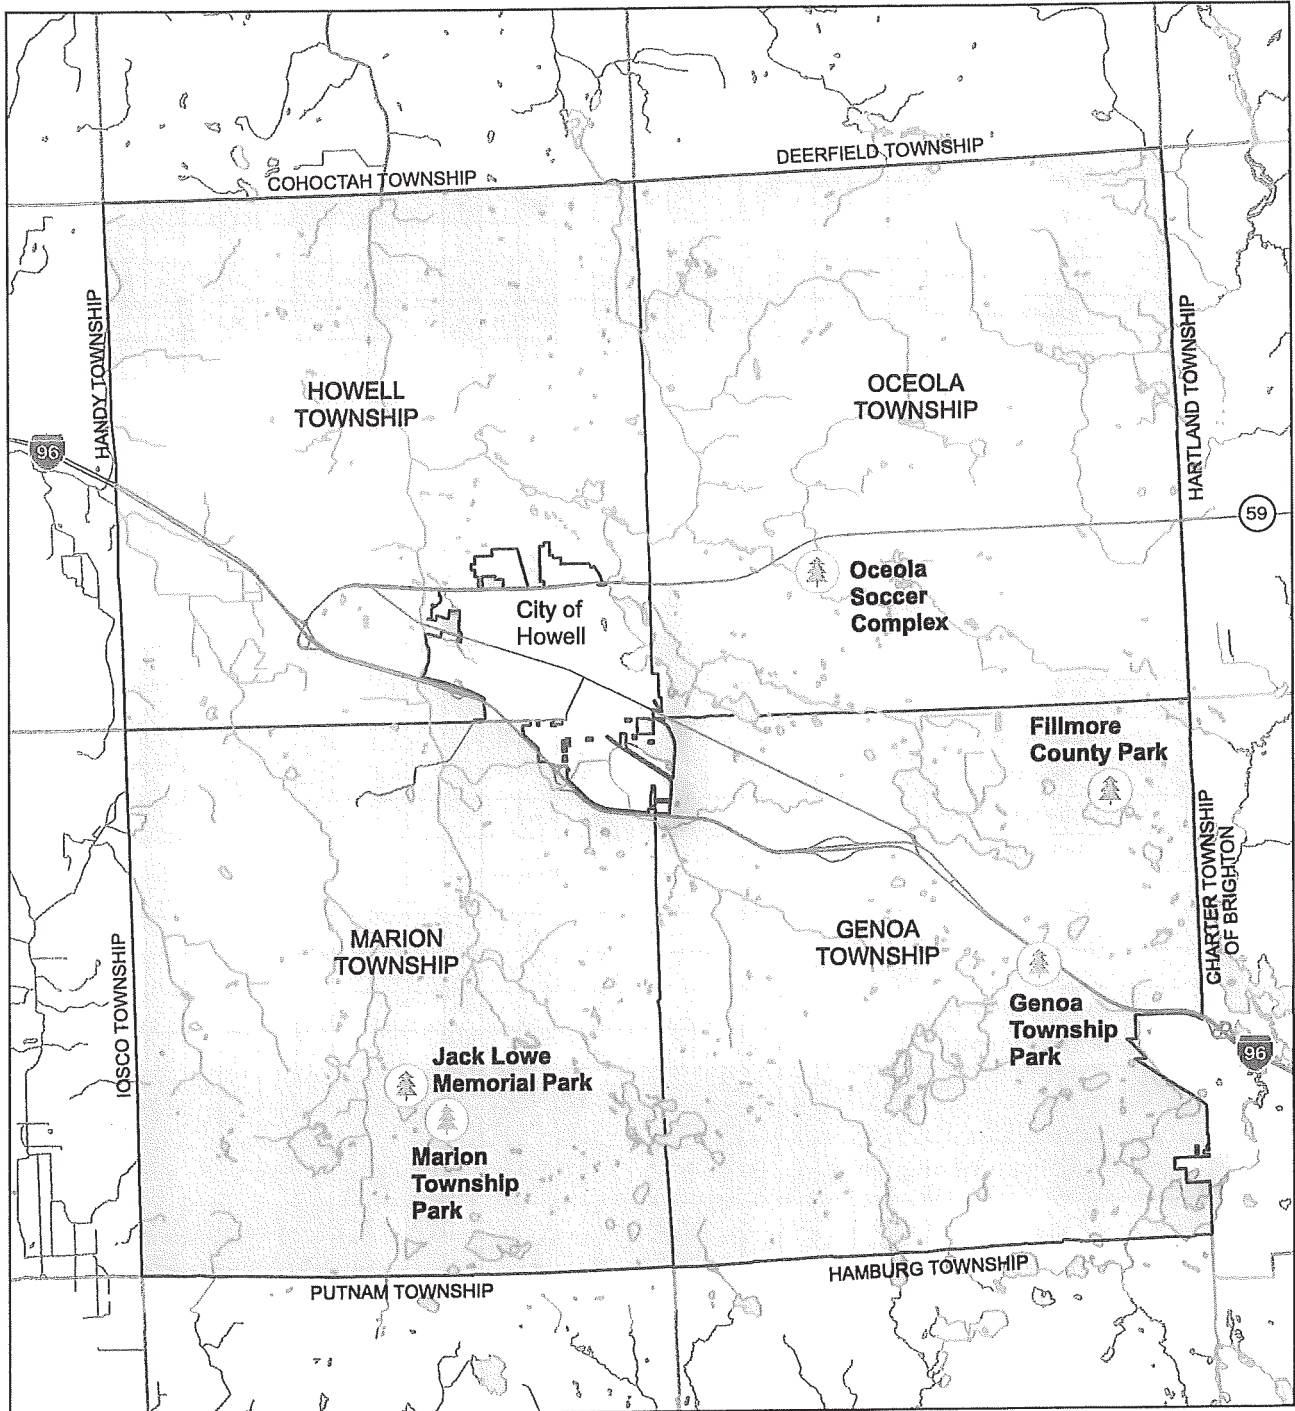 DEERFIELD TOWNSHIP
COHOCTAH TOWNSHIP
HANDY TOWNSHIP
HARTLAND TOWNSHIP
HOWELL
TOWNSHIP
OCEOLA
TOWNSHIP
96
59
Oceola
Soccer
Complex
City of
Howell
Fillmore
County Park
CHARTER TOWNSHIP
OF BRIGHTON
MARION
TOWNSHIP
GENOA
TOWNSHIP
IOSCO TOWNSHIP
Genoa
Township
Park
96
Jack Lowe
Memorial Park
Marion
Township
Park
HAMBURG TOWNSHIP
PUTNAM TOWNSHIP